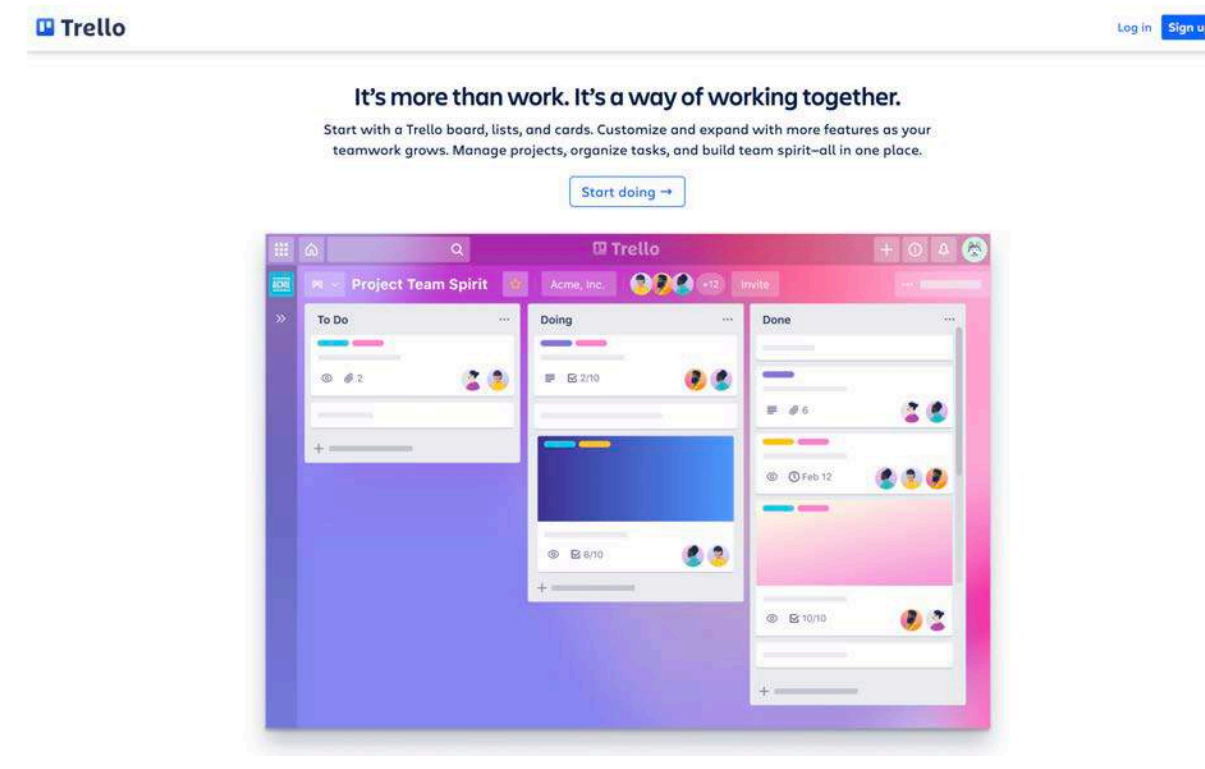 Trello
Log in Sign u
It's more than work. It's a way of working together.
Start with a Trello board, lists, and cards. Customize and expand with more features as your
teamwork grows. Manage projects, organize tasks, and build team spirit—all in one place.
Start doing →
Trello
ACME
Project Team Spirit
Acme, Inc.
+12
Invite
To Do
2
Doing
2/10
8/10
Done
6
Feb 12
10/10